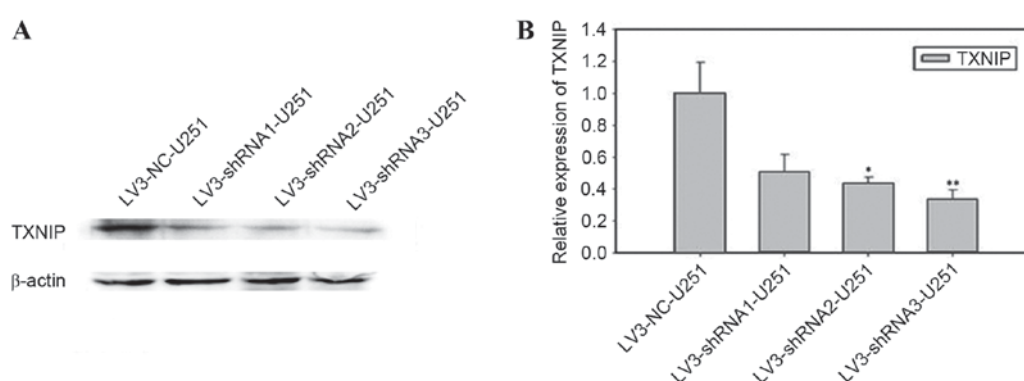 A
LV3-NC-U251
LV3-shRNA1-U251
LV3-shRNA2-U251
LV3-shRNA3-U251
TXNIP
β-actin
B
Relative expression of TXNIP
1.4
1.2
1.0
0.8
0.6
0.4
0.2
0.0
TXNIP
*
**
LV3-NC-U251
LV3-shRNA1-U251
LV3-shRNA2-U251
LV3-shRNA3-U251